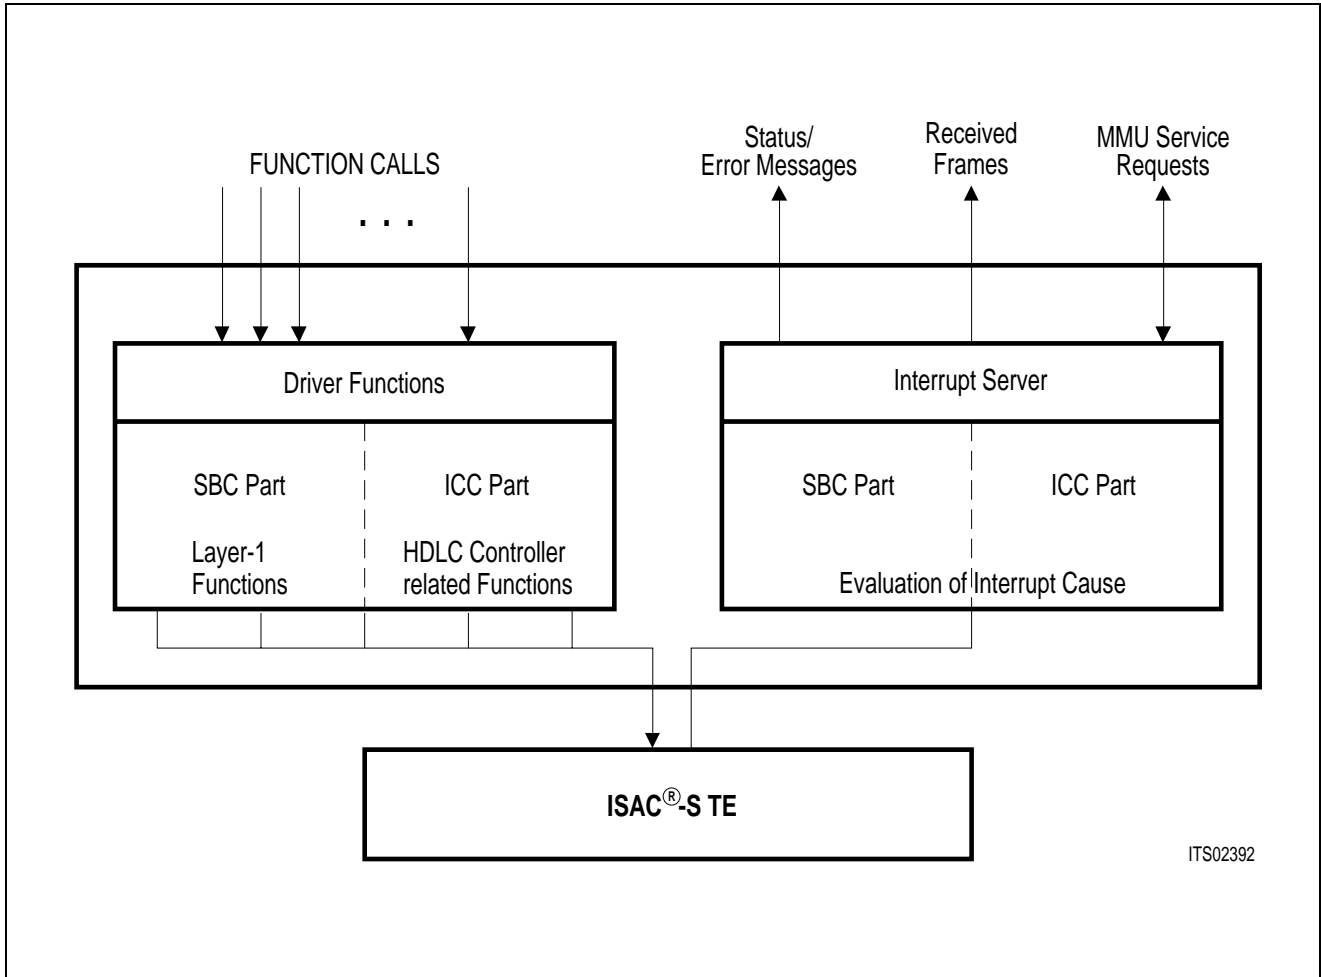 FUNCTION CALLS
. . .
Status/
Error Messages
Received
Frames
MMU Service
Requests
Driver Functions
SBC Part
ICC Part
Layer-1
Functions
HDLC Controller
related Functions
Interrupt Server
SBC Part
ICC Part
Evaluation of Interrupt Cause
ISAC®-S TE
ITS02392